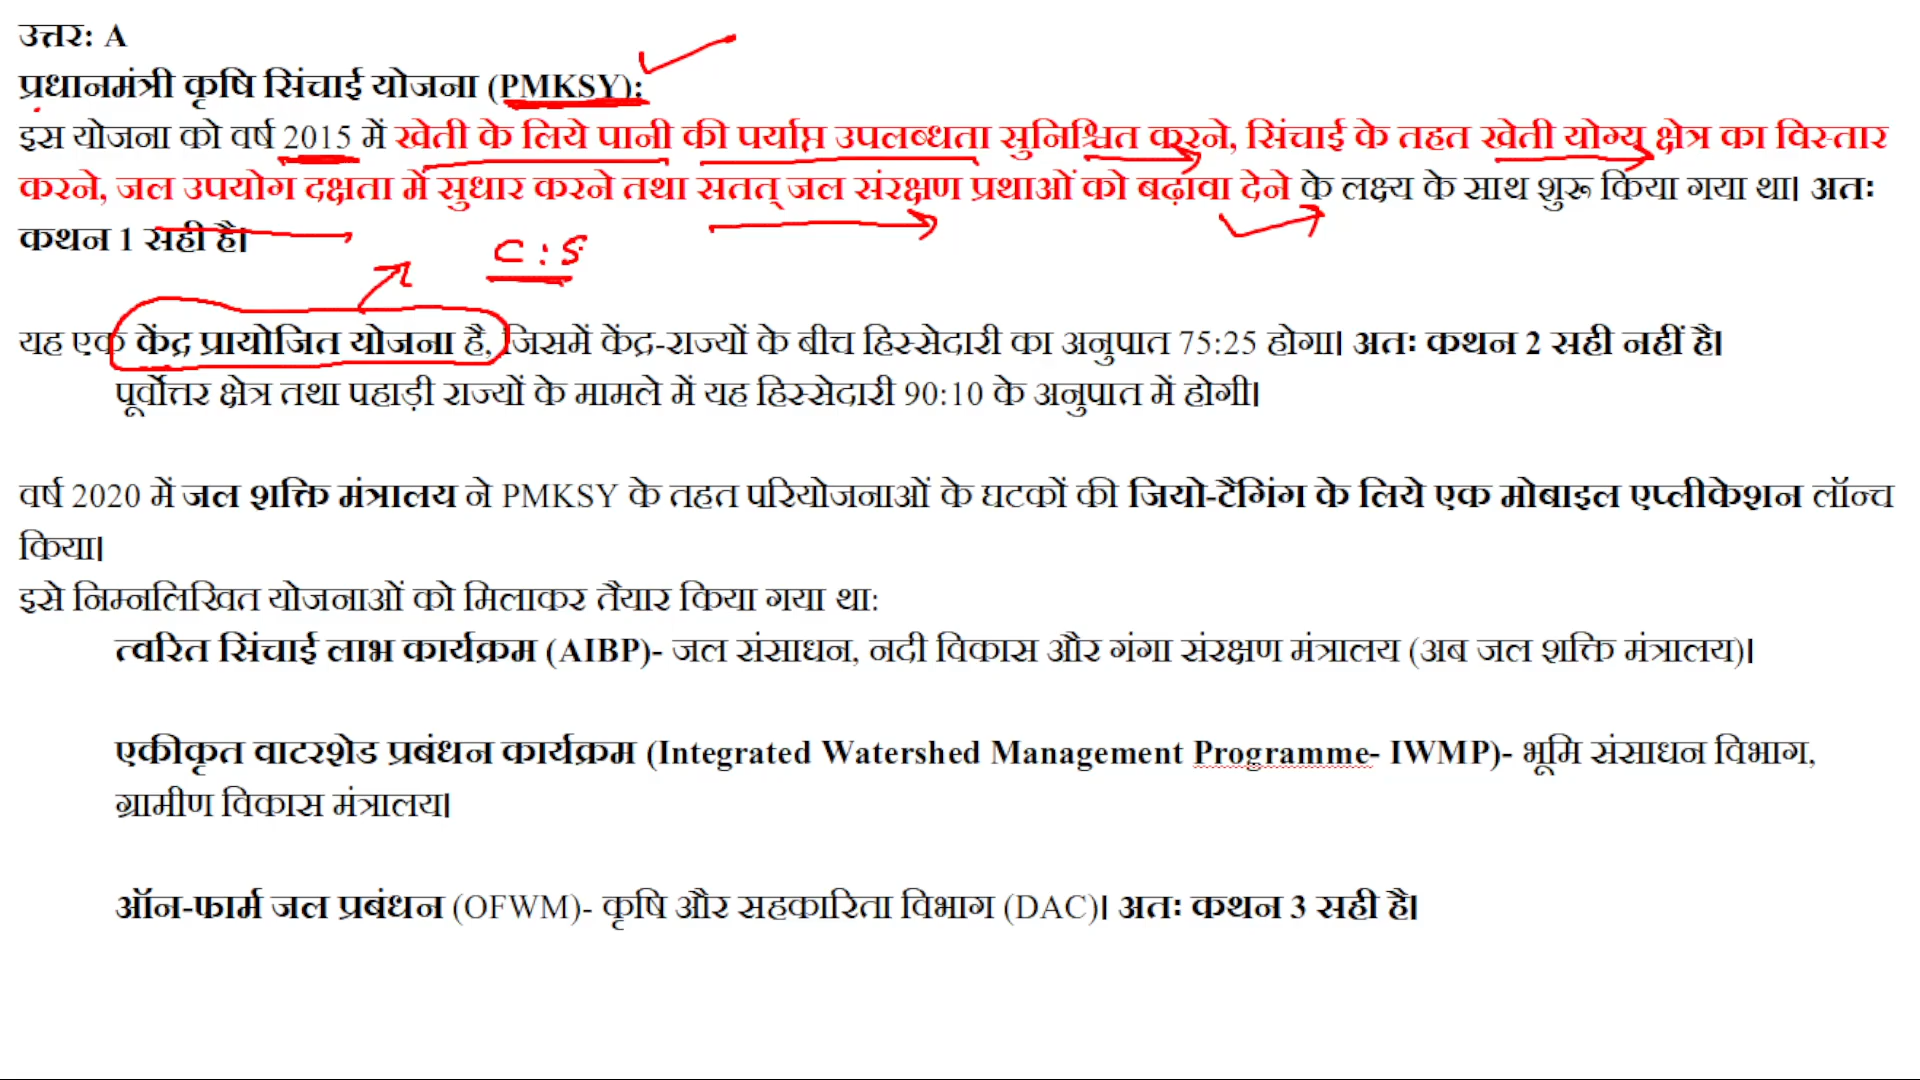 उत्तर: A
प्रधानमंत्री कृषि सिंचाई योजना (PMKSY):
इस योजना को वर्ष 2015 में खेती के लिये पानी की पर्याप्त उपलब्धता सुनिश्चित करने, सिंचाई के तहत खेती योग्य क्षेत्र का विस्तार
करने, जल उपयोग दक्षता में सुधार करने तथा सतत् जल संरक्षण प्रथाओं को बढ़ावा देने के लक्ष्य के साथ शुरू किया गया था। अतः
कथन 1 सही है।
C : S
यह एक केंद्र प्रायोजित योजना है, जिसमें केंद्र-राज्यों के बीच हिस्सेदारी का अनुपात 75:25 होगा। अतः कथन 2 सही नहीं है।
पूर्वोत्तर क्षेत्र तथा पहाड़ी राज्यों के मामले में यह हिस्सेदारी 90:10 के अनुपात में होगी।
वर्ष 2020 में जल शक्ति मंत्रालय ने PMKSY के तहत परियोजनाओं के घटकों की जियो-टैगिंग के लिये एक मोबाइल एप्लीकेशन लॉन्च
किया।
इसे निम्नलिखित योजनाओं को मिलाकर तैयार किया गया था:
त्वरित सिंचाई लाभ कार्यक्रम (AIBP)- जल संसाधन, नदी विकास और गंगा संरक्षण मंत्रालय (अब जल शक्ति मंत्रालय)।
एकीकृत वाटरशेड प्रबंधन कार्यक्रम (Integrated Watershed Management Programme- IWMP)- भूमि संसाधन विभाग,
ग्रामीण विकास मंत्रालय।
ऑन-फार्म जल प्रबंधन (OFWM)- कृषि और सहकारिता विभाग (DAC)। अतः कथन 3 सही है।